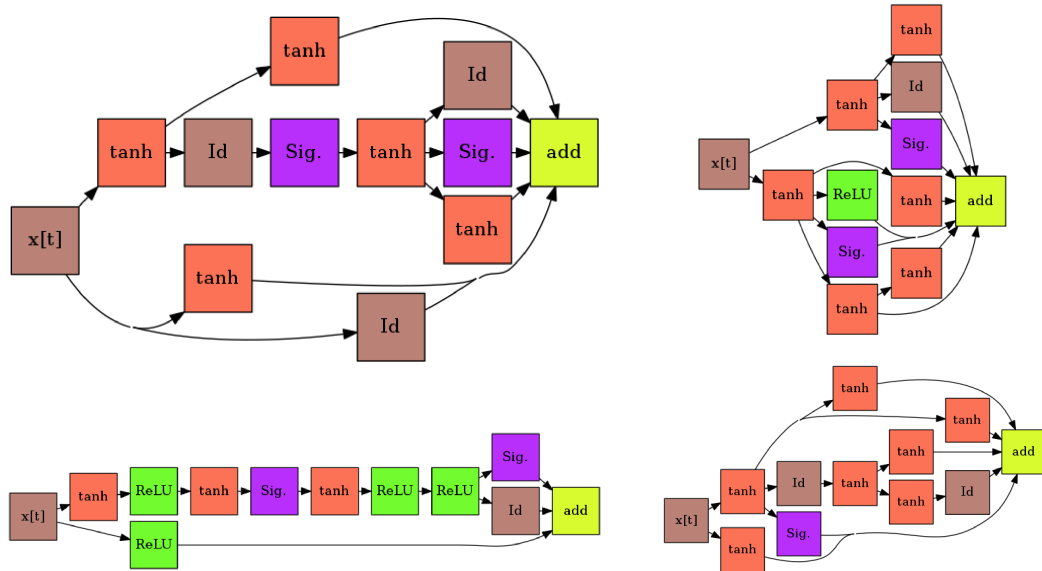 tanh
Id
tanh
Id
Sig.
tanh
Sig.
add
x[t]
tanh
tanh
Id
tanh
tanh
Id
Sig.
x[t]
tanh
ReLU
tanh
add
Sig.
tanh
tanh
Sig.
tanh
ReLU
tanh
Sig.
tanh
ReLU
ReLU
x[t]
Id
add
ReLU
tanh
tanh
tanh
add
tanh
Id
tanh
tanh
Id
x[t]
Sig.
tanh